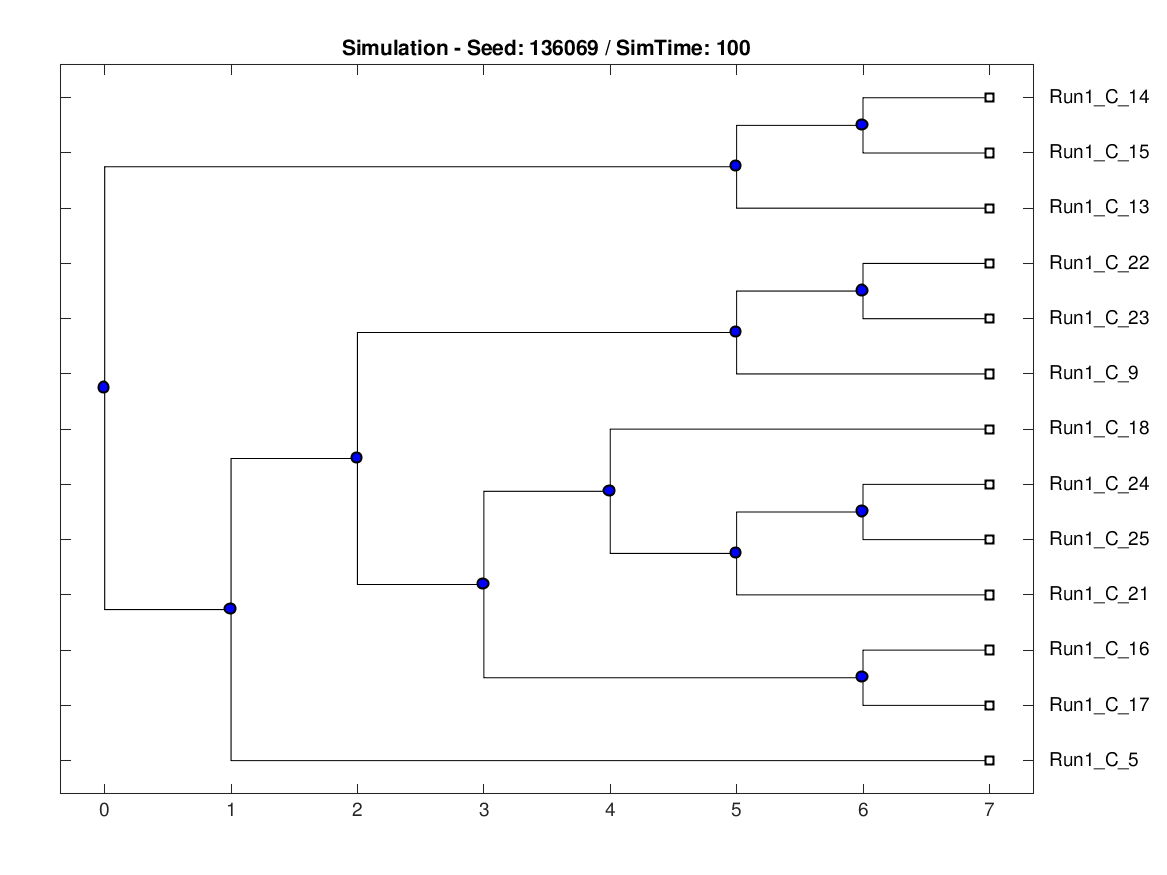 Simulation - Seed: 136069 / SimTime: 100
Run1_C_14
Run1_C_15
Run1_C_13
Run1_C_22
Run1_C_23
Run1_C_9
Run1_C_18
Run1_C_24
Run1_C_25
Run1_C_21
Run1_C_16
Run1_C_17
Run1_C_5
0 1 2 3 4 5 6 7